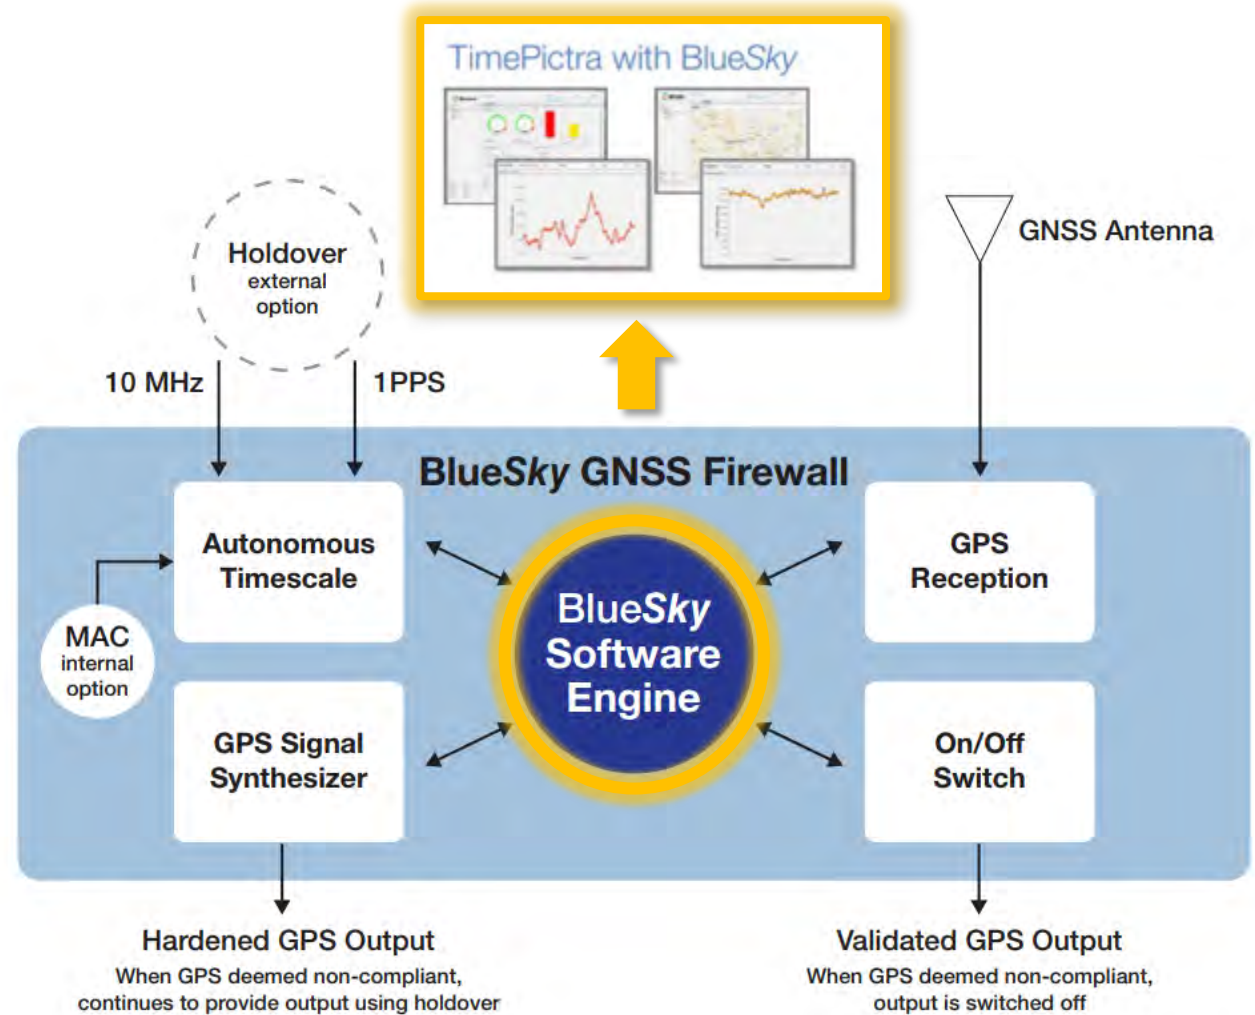 TimePictra with BlueSky
Holdover
external
option
GNSS Antenna
10 MHz
1PPS
BlueSky GNSS Firewall
Autonomous
Timescale
GPS
Reception
BlueSky
Software
Engine
MAC
internal
option
GPS Signal
Synthesizer
On/Off
Switch
Hardened GPS Output
When GPS deemed non-compliant,
continues to provide output using holdover
Validated GPS Output
When GPS deemed non-compliant,
output is switched off